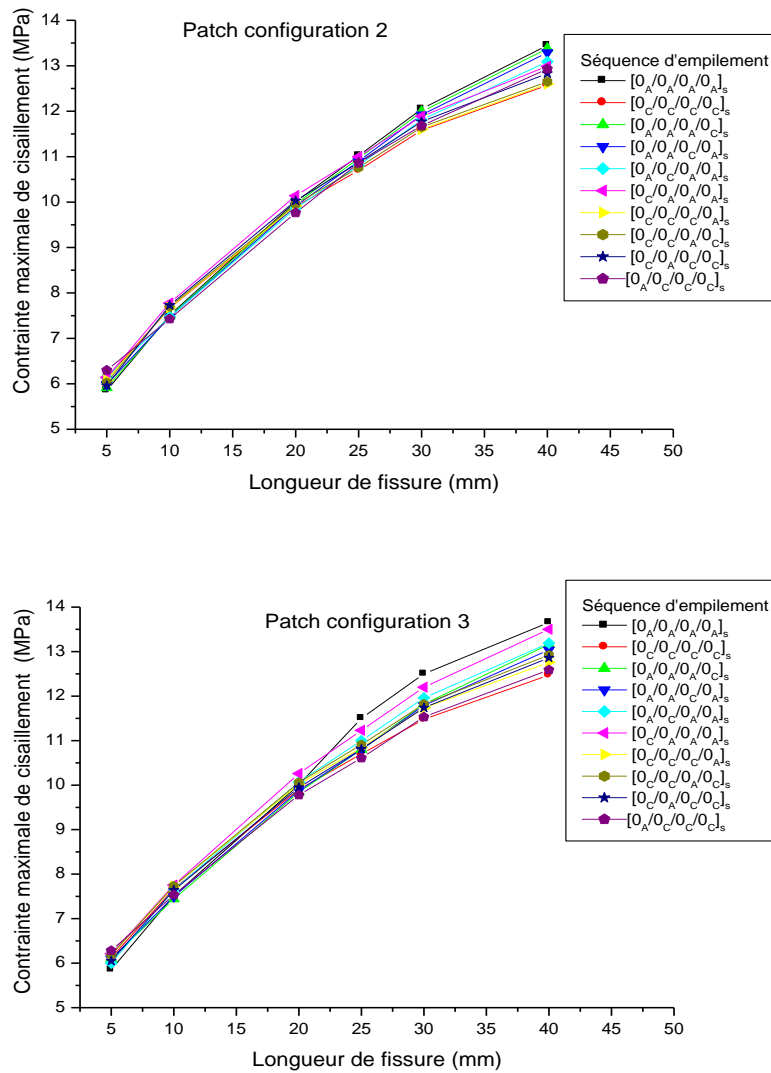 Patch configuration 2
Contrainte maximale de cisaillement (MPa)
14
13
12
11
10
9
8
7
6
5
5 10 15 20 25 30 35 40 45 50
Longueur de fissure (mm)
Séquence d'empilement
[0A/0A/0A/0A]s
[0C/0C/0C/0C]s
[0A/0A/0A/0C]s
[0A/0A/0C/0A]s
[0A/0C/0A/0A]s
[0C/0A/0A/0A]s
[0C/0C/0C/0A]s
[0C/0C/0A/0C]s
[0C/0A/0C/0C]s
[0A/0C/0C/0C]s
Patch configuration 3
Contrainte maximale de cisaillement (MPa)
14
13
12
11
10
9
8
7
6
5
5 10 15 20 25 30 35 40 45 50
Longueur de fissure (mm)
Séquence d'empilement
[0A/0A/0A/0A]s
[0C/0C/0C/0C]s
[0A/0A/0A/0C]s
[0A/0A/0C/0A]s
[0A/0C/0A/0A]s
[0C/0A/0A/0A]s
[0C/0C/0C/0A]s
[0C/0C/0A/0C]s
[0C/0A/0C/0C]s
[0A/0C/0C/0C]s